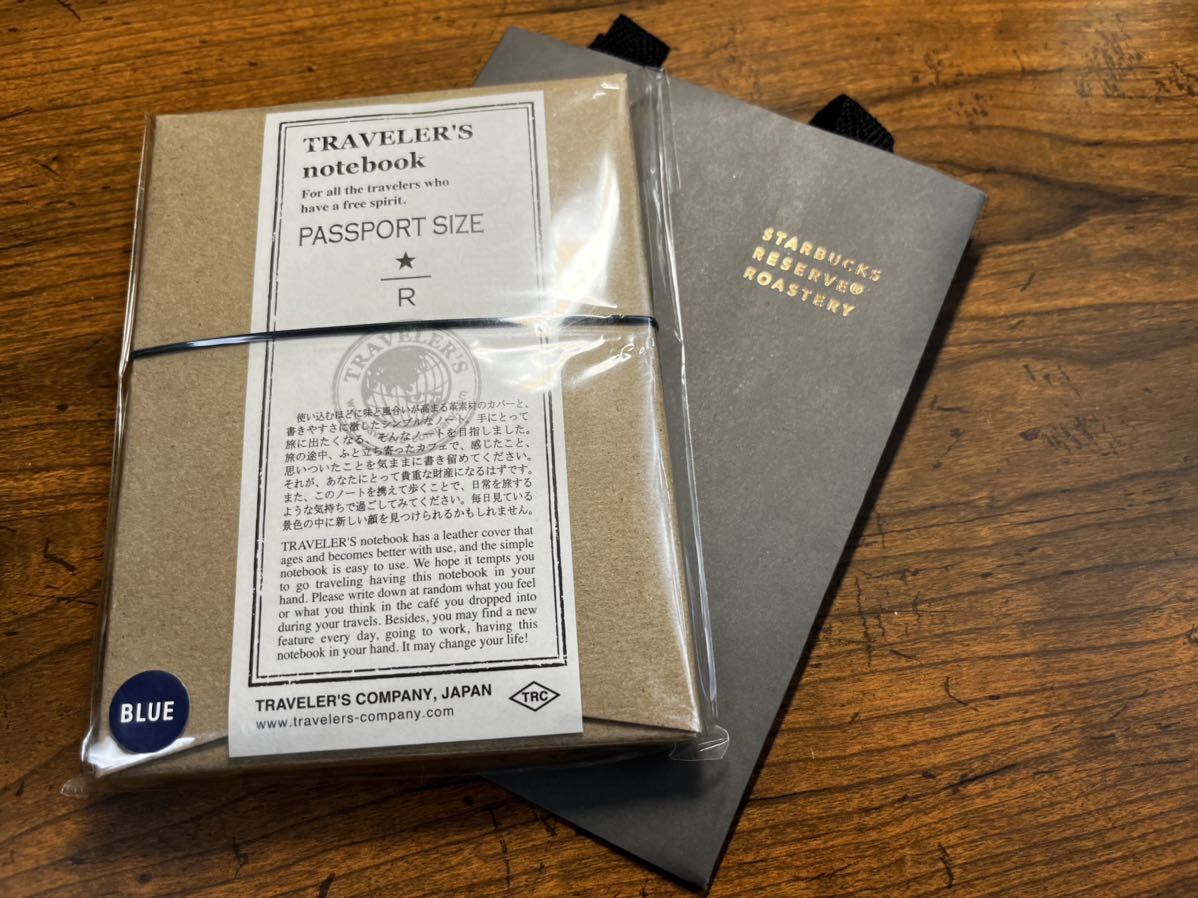 TRAVELER'S
notebook
For all the travelers who
have a free spirit.
PASSPORT SIZE
★
R
TRAVELER'S
使い込むほどに味と風合いが高まる革素材のカバーと、
書きやすさに徹したシンプルなノート。手にとって
旅に出たくなる、そんなノートを目指しました。
旅の途中、ふと立ち寄ったカフェで、感じたこと、
思いついたことを気ままに書き留めてください。
それが、あなたにとって貴重な財産になるはずです。
また、このノートを携えて歩くことで、日常を旅する
ような気持ちで過ごしてみてください。毎日見ている
景色の中に新しい顔を見つけられるかもしれません。
TRAVELER'S notebook has a leather cover that
ages and becomes better with use, and the simple
notebook is easy to use. We hope it tempts you
to go traveling having this notebook in your
hand. Please write down at random what you feel
or what you think in the café you dropped into
during your travels. Besides, you may find a new
feature every day, going to work, having this
notebook in your hand. It may change your life!
TRAVELER'S COMPANY, JAPAN
www.travelers-company.com
TRC
BLUE
STARBUCKS
RESERVE®
ROASTERY